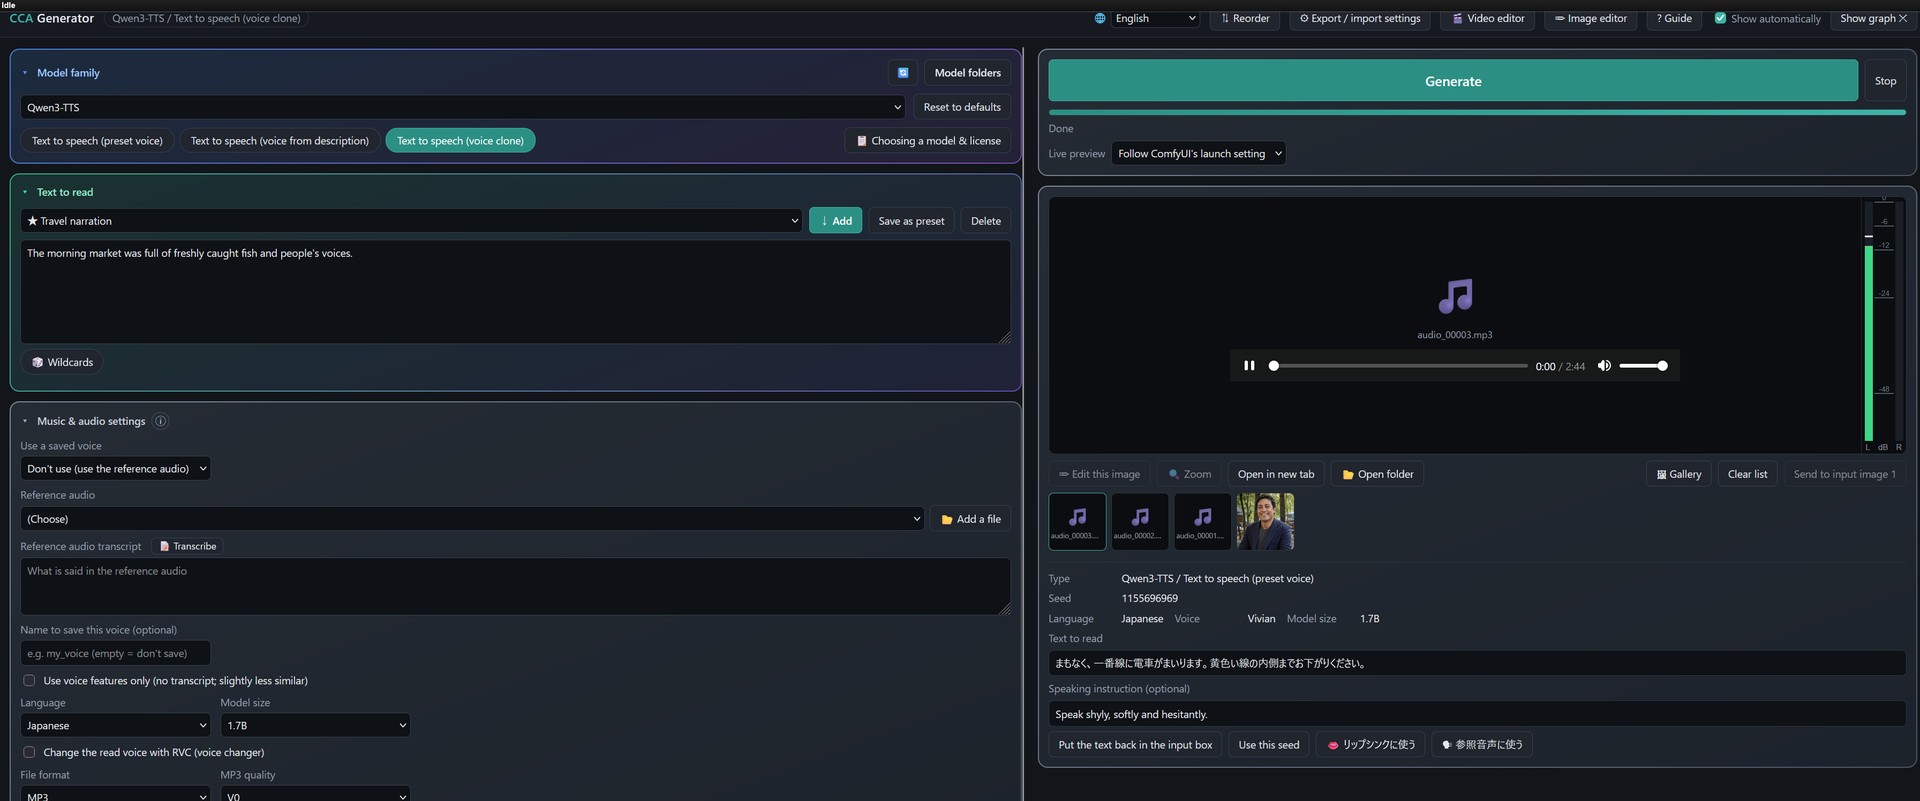 Idle
CCA Generator
Qwen3-TTS / Text to speech (voice clone)
English
Reorder
Export / import settings
Video editor
Image editor
? Guide
Show automatically
Show graph
Model family
Model folders
Qwen3-TTS
Reset to defaults
Text to speech (preset voice)
Text to speech (voice from description)
Text to speech (voice clone)
Choosing a model & license
Text to read
★ Travel narration
↓ Add
Save as preset
Delete
The morning market was full of freshly caught fish and people's voices.
Wildcards
Music & audio settings
Use a saved voice
Don't use (use the reference audio)
Reference audio
(Choose)
Add a file
Reference audio transcript
Transcribe
What is said in the reference audio
Name to save this voice (optional)
e.g. my_voice (empty = don't save)
Use voice features only (no transcript; slightly less similar)
Language
Model size
Japanese
1.7B
Change the read voice with RVC (voice changer)
File format
MP3 quality
MP3
V0
Generate
Stop
Done
Live preview
Follow ComfyUI's launch setting
audio_00003.mp3
0:00 / 2:44
0
-6
-12
-24
-48
L dB R
Edit this image
Zoom
Open in new tab
Open folder
Gallery
Clear list
Send to input image 1
audio_00003....
audio_00002....
audio_00001....
Type
Qwen3-TTS / Text to speech (preset voice)
Seed
1155696969
Language Japanese Voice Vivian Model size 1.7B
Text to read
まもなく、一番線に電車がまいります。黄色い線の内側までお下がりください。
Speaking instruction (optional)
Speak shyly, softly and hesitantly.
Put the text back in the input box
Use this seed
リップシンクに使う
参照音声に使う